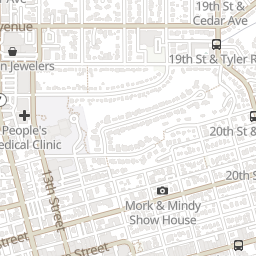 19th St &
Cedar Ave
venue
n Jewelers
19th St & Tyler R
People's
edical Clinic
20th St &
13th Street
20th
Mork & Mindy
Show House
Street
Street